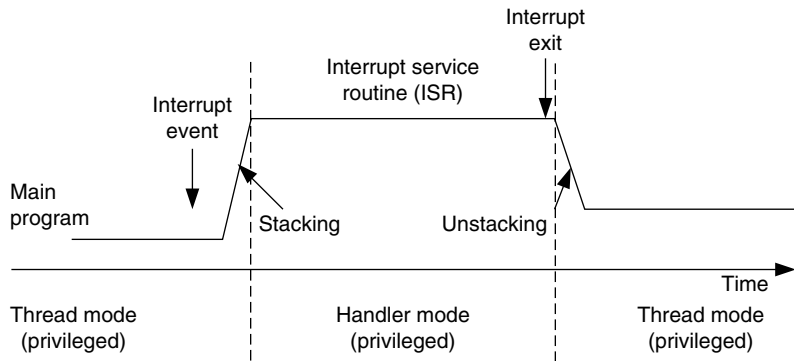 Interrupt
exit
Interrupt service
routine (ISR)
Interrupt
event
Main
program
Stacking
Unstacking
Time
Thread mode
(privileged)
Handler mode
(privileged)
Thread mode
(privileged)